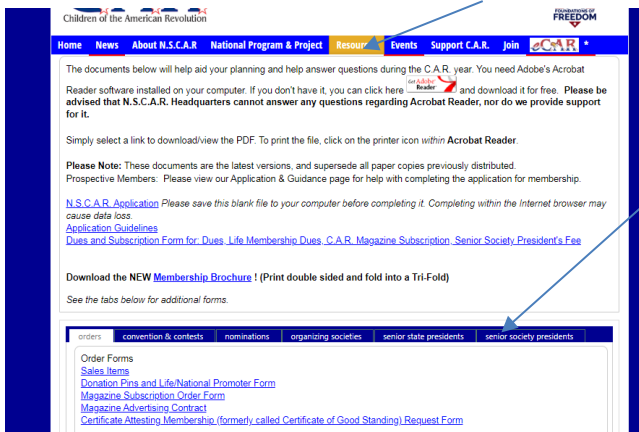 Children of the American Revolution
FOUNDATIONS OF
FREEDOM
Home News About N.S.C.A.R National Program & Project Resour Events Support C.A.R. Join eCAR *
The documents below will help aid your planning and help answer questions during the C.A.R. year. You need Adobe's Acrobat
Reader software installed on your computer. If you don't have it, you can click here Get Adobe Reader and download it for free. Please be
advised that N.S.C.A.R. Headquarters cannot answer any questions regarding Acrobat Reader, nor do we provide support
for it.
Simply select a link to download/view the PDF. To print the file, click on the printer icon within Acrobat Reader.
Please Note: These documents are the latest versions, and supersede all paper copies previously distributed.
Prospective Members: Please view our Application & Guidance page for help with completing the application for membership.
N.S.C.A.R. Application Please save this blank file to your computer before completing it. Completing within the Internet browser may
cause data loss.
Application Guidelines
Dues and Subscription Form for: Dues, Life Membership Dues, C.A.R. Magazine Subscription, Senior Society President's Fee
Download the NEW Membership Brochure ! (Print double sided and fold into a Tri-Fold)
See the tabs below for additional forms.
orders convention & contests nominations organizing societies senior state presidents senior society presidents
Order Forms
Sales Items
Donation Pins and Life/National Promoter Form
Magazine Subscription Order Form
Magazine Advertising Contract
Certificate Attesting Membership (formerly called Certificate of Good Standing) Request Form